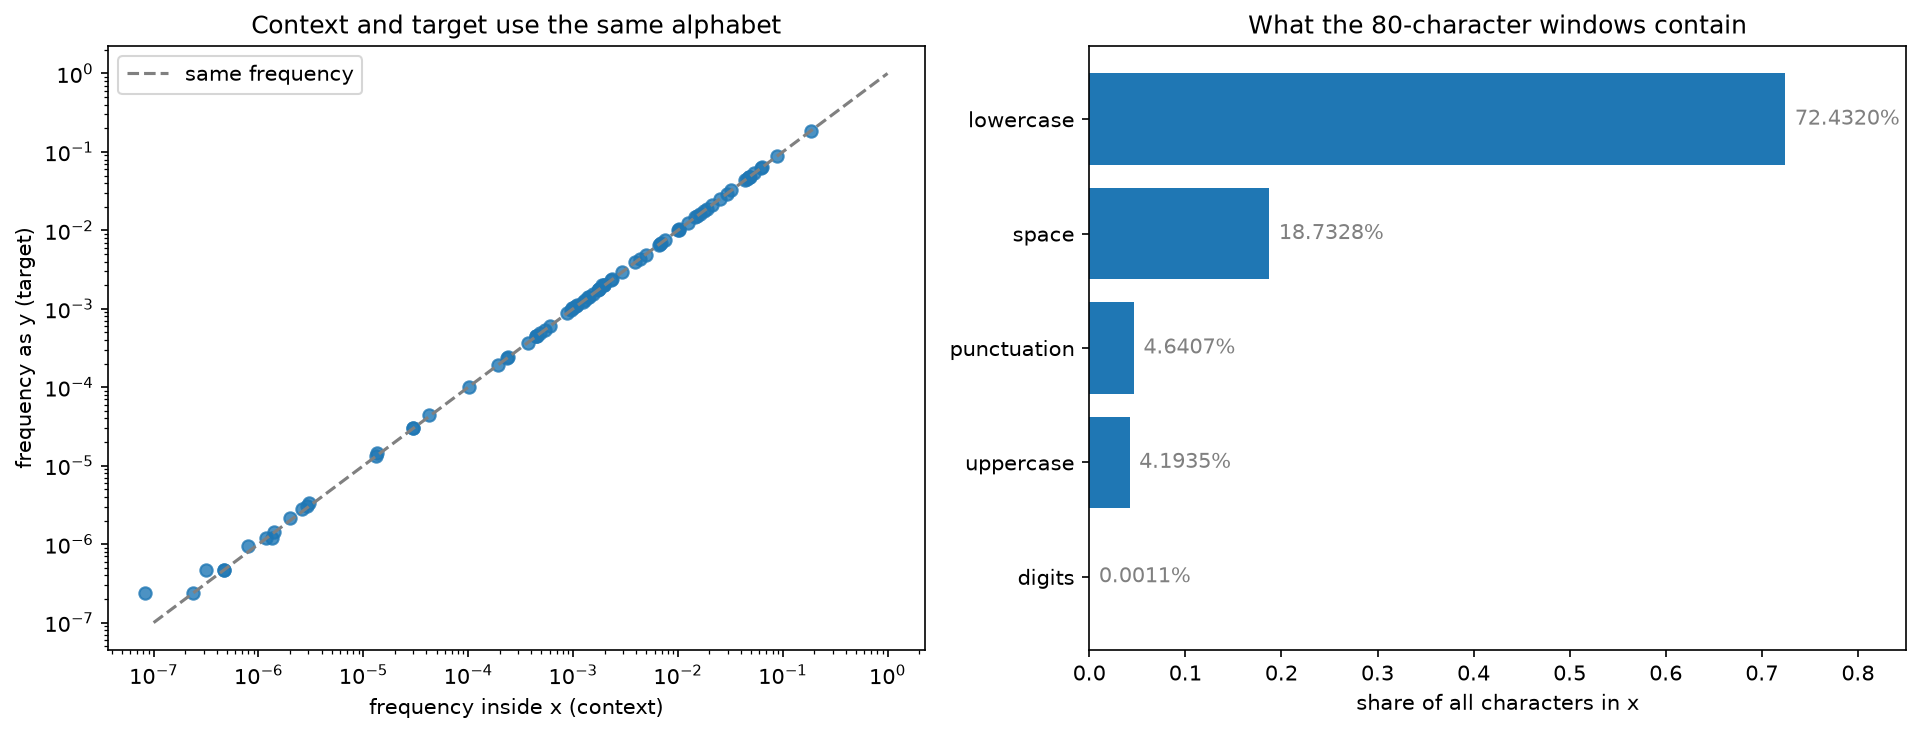 Context and target use the same alphabet
same frequency
10⁰
10⁻¹
10⁻²
10⁻³
10⁻⁴
10⁻⁵
10⁻⁶
10⁻⁷
frequency as y (target)
10⁻⁷ 10⁻⁶ 10⁻⁵ 10⁻⁴ 10⁻³ 10⁻² 10⁻¹ 10⁰
frequency inside x (context)
What the 80-character windows contain
lowercase 72.4320%
space 18.7328%
punctuation 4.6407%
uppercase 4.1935%
digits 0.0011%
0.0 0.1 0.2 0.3 0.4 0.5 0.6 0.7 0.8
share of all characters in x